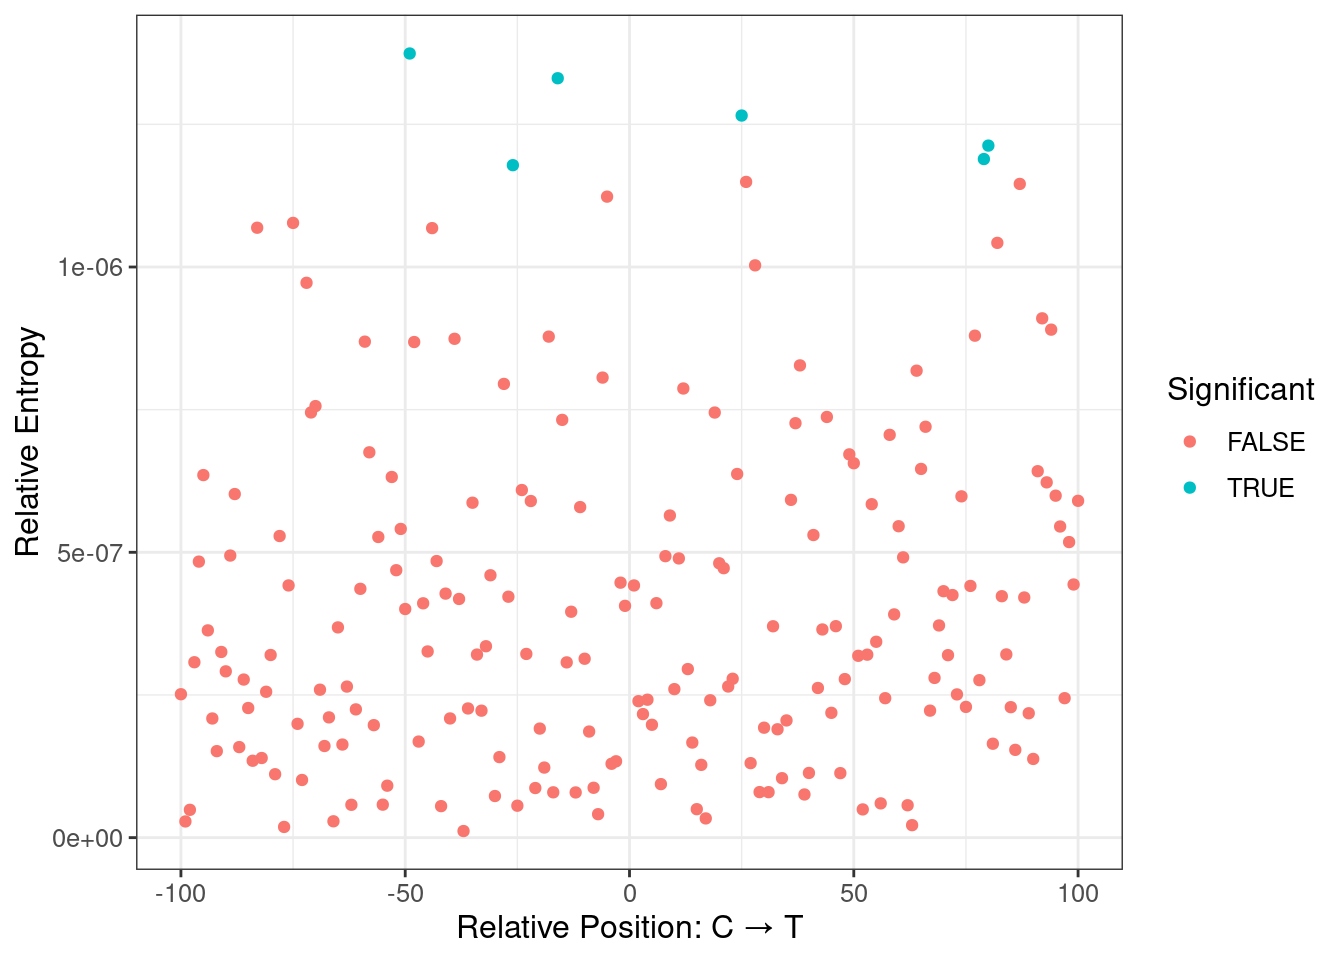 Relative Entropy
1e-06
5e-07
0e+00
-100
-50
0
50
100
Relative Position: C → T
Significant
FALSE
TRUE